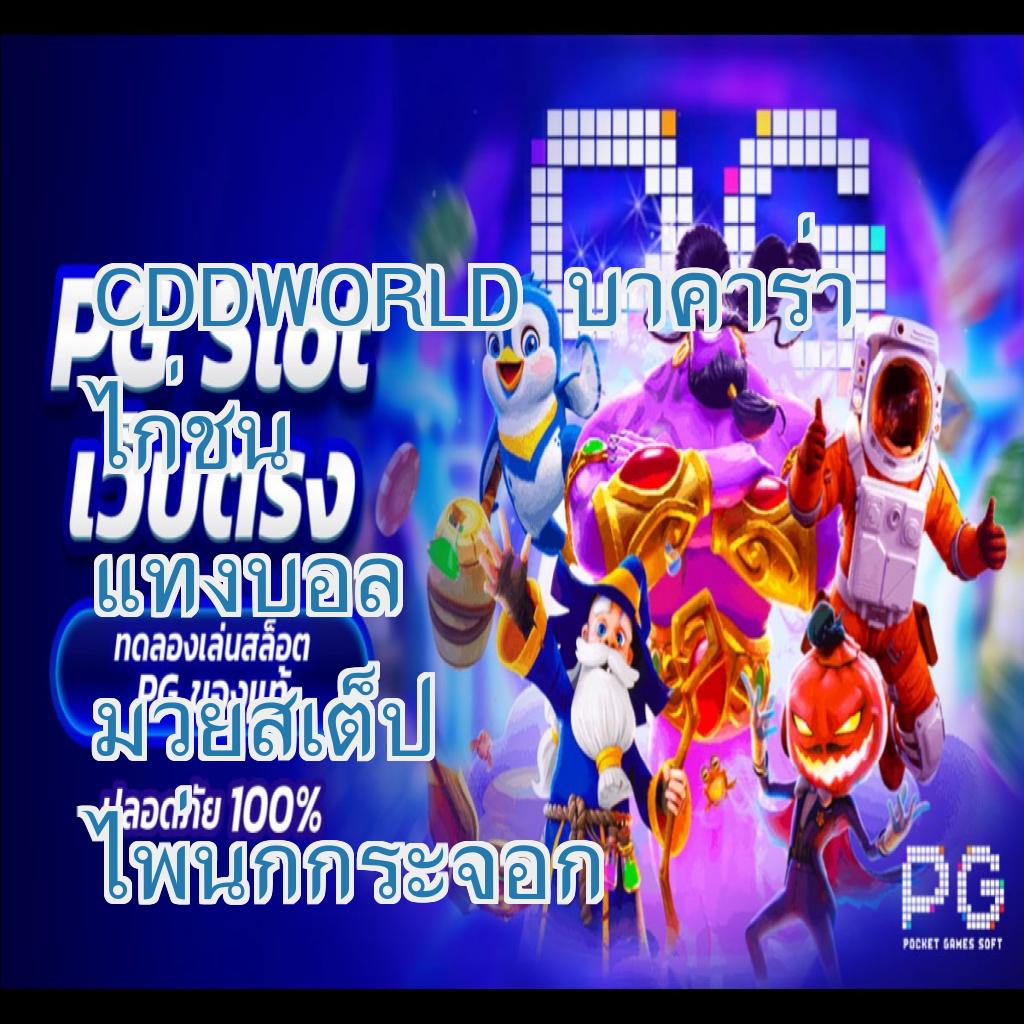 CDDWORLD บาคาร่า
PG Slot
ไก่ชน
เว็บตรง
แทงบอล
ทดลองเล่นสล็อต
PG ของแท้
มวยสเต็ป
ปลอดภัย 100%
ไพ่นกกระจอก
PG
PG
POCKET GAMES SOFT